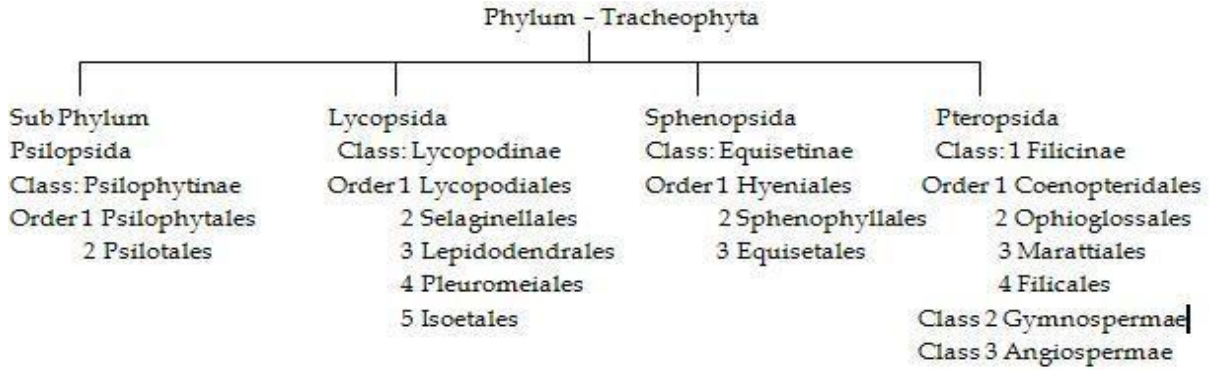 Phylum – Tracheophyta
Sub Phylum
Psilopsida
Class: Psilophytinae
Order 1 Psilophytales
2 Psilotales
Lycopsida
Class: Lycopodinae
Order 1 Lycopodiales
2 Selaginellales
3 Lepidodendrales
4 Pleuromeiales
5 Isoetales
Sphenopsida
Class: Equisetinae
Order 1 Hyeniales
2 Sphenophyllales
3 Equisetales
Pteropsida
Class: 1 Filicinae
Order 1 Coenopteridales
2 Ophioglossales
3 Marattiales
4 Filicales
Class 2 Gymnospermae
Class 3 Angiospermae